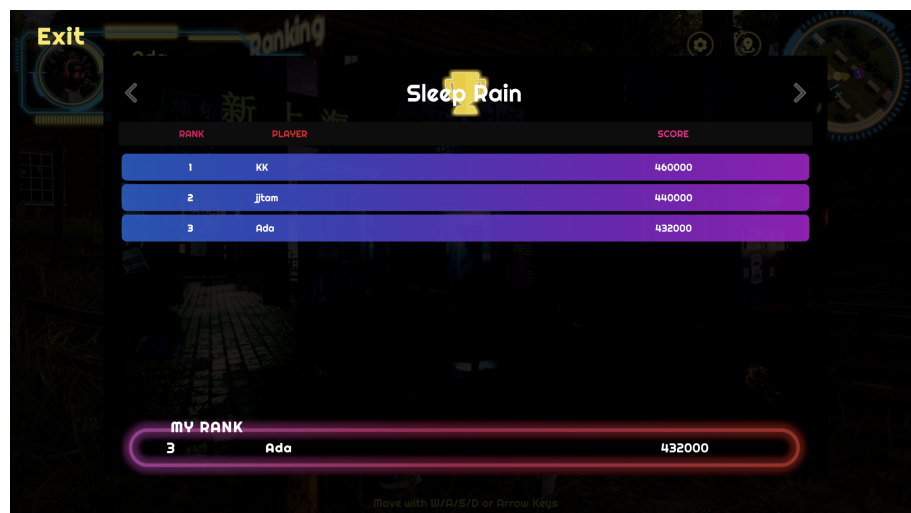 Exit
Ranking
Ada
Sleep Rain
RANK PLAYER SCORE
1 KK 460000
2 jjtam 440000
3 Ada 432000
MY RANK
3 Ada 432000
Move with W/A/S/D or Arrow Keys